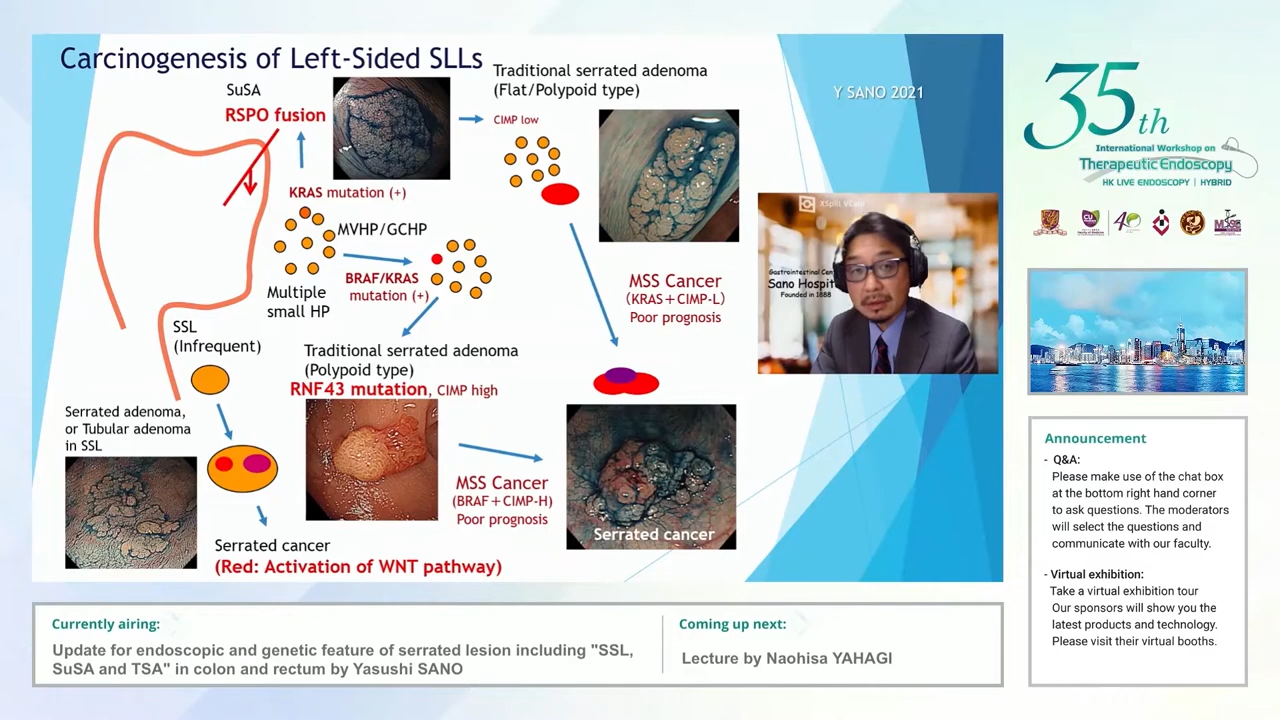 Carcinogenesis of Left-Sided SLLs
SuSA
RSPO fusion
Traditional serrated adenoma
(Flat/Polypoid type)
CIMP low
Y SANO 2021
KRAS mutation (+)
MVHP/GCHP
BRAF/KRAS
mutation (+)
Multiple
small HP
MSS Cancer
(KRAS+CIMP-L)
Poor prognosis
SSL
(Infrequent)
Traditional serrated adenoma
(Polypoid type)
RNF43 mutation, CIMP high
Serrated adenoma,
or Tubular adenoma
in SSL
MSS Cancer
(BRAF+CIMP-H)
Poor prognosis
Serrated cancer
Serrated cancer
(Red: Activation of WNT pathway)
XSplit VCam
Gastrointestinal Cen
Sano Hospit
Founded in 1888
35th
International Workshop on
Therapeutic Endoscopy
HK LIVE ENDOSCOPY | HYBRID
Announcement
- Q&A:
Please make use of the chat box
at the bottom right hand corner
to ask questions. The moderators
will select the questions and
communicate with our faculty.
- Virtual exhibition:
Take a virtual exhibition tour
Our sponsors will show you the
latest products and technology.
Please visit their virtual booths.
Currently airing:
Update for endoscopic and genetic feature of serrated lesion including "SSL,
SuSA and TSA" in colon and rectum by Yasushi SANO
Coming up next:
Lecture by Naohisa YAHAGI